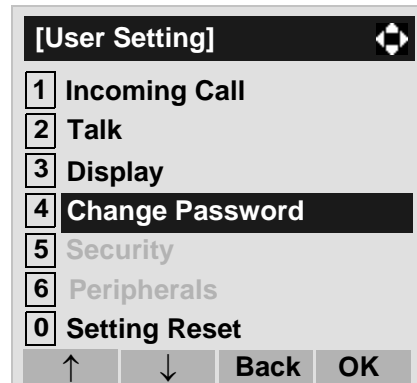 [User Setting]
1 Incoming Call
2 Talk
3 Display
4 Change Password
5 Security
6 Peripherals
0 Setting Reset
↑ ↓ Back OK